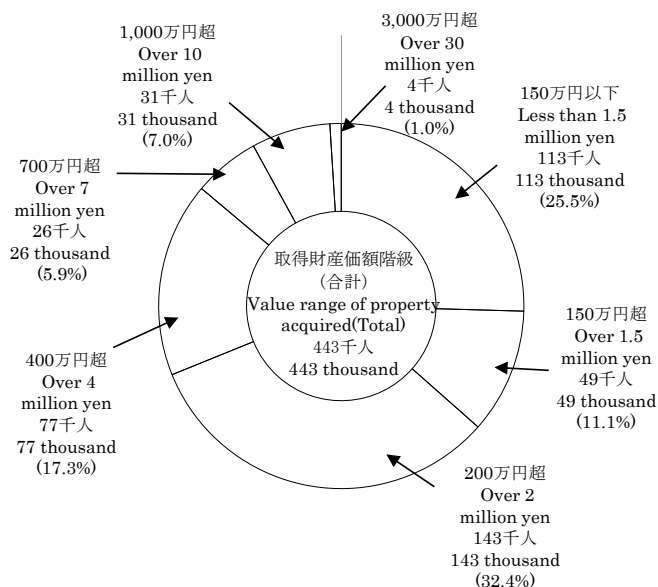 3,000万円超
Over 30
million yen
4千人
4 thousand
(1.0%)
150万円以下
Less than 1.5
million yen
113千人
113 thousand
(25.5%)
150万円超
Over 1.5
million yen
49千人
49 thousand
(11.1%)
200万円超
Over 2
million yen
143千人
143 thousand
(32.4%)
400万円超
Over 4
million yen
77千人
77 thousand
(17.3%)
700万円超
Over 7
million yen
26千人
26 thousand
(5.9%)
1,000万円超
Over 10
million yen
31千人
31 thousand
(7.0%)
取得財産価額階級
(合計)
Value range of property
acquired(Total)
443千人
443 thousand